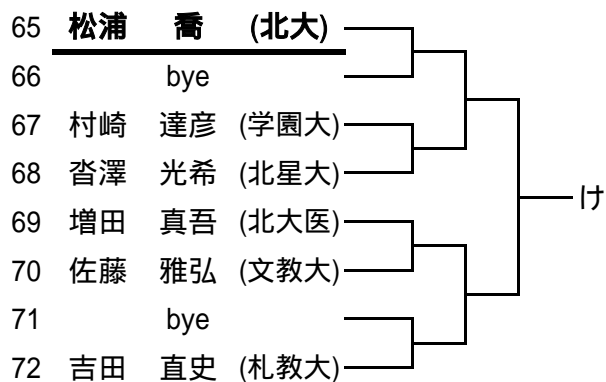 65 松浦 喬 (北大)
66 bye
67 村崎 達彦 (学園大)
68 沓澤 光希 (北星大)
69 増田 真吾 (北大医)
70 佐藤 雅弘 (文教大)
71 bye
72 吉田 直史 (札教大)
け